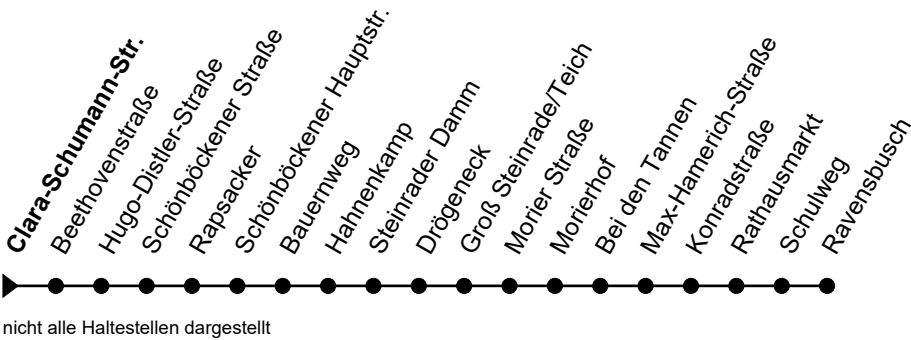 Clara-Schumann-Str.
Beethovenstraße
Hugo-Distler-Straße
Schönböckener Straße
Rapsacker
Schönböckener Hauptstr.
Bauernweg
Hahnenkamp
Steinrader Damm
Drögeneck
Groß Steinrade/Teich
Morier Straße
Morierhof
Bei den Tannen
Max-Hamerich-Straße
Konradstraße
Rathausmarkt
Schulweg
Ravensbusch
nicht alle Haltestellen dargestellt